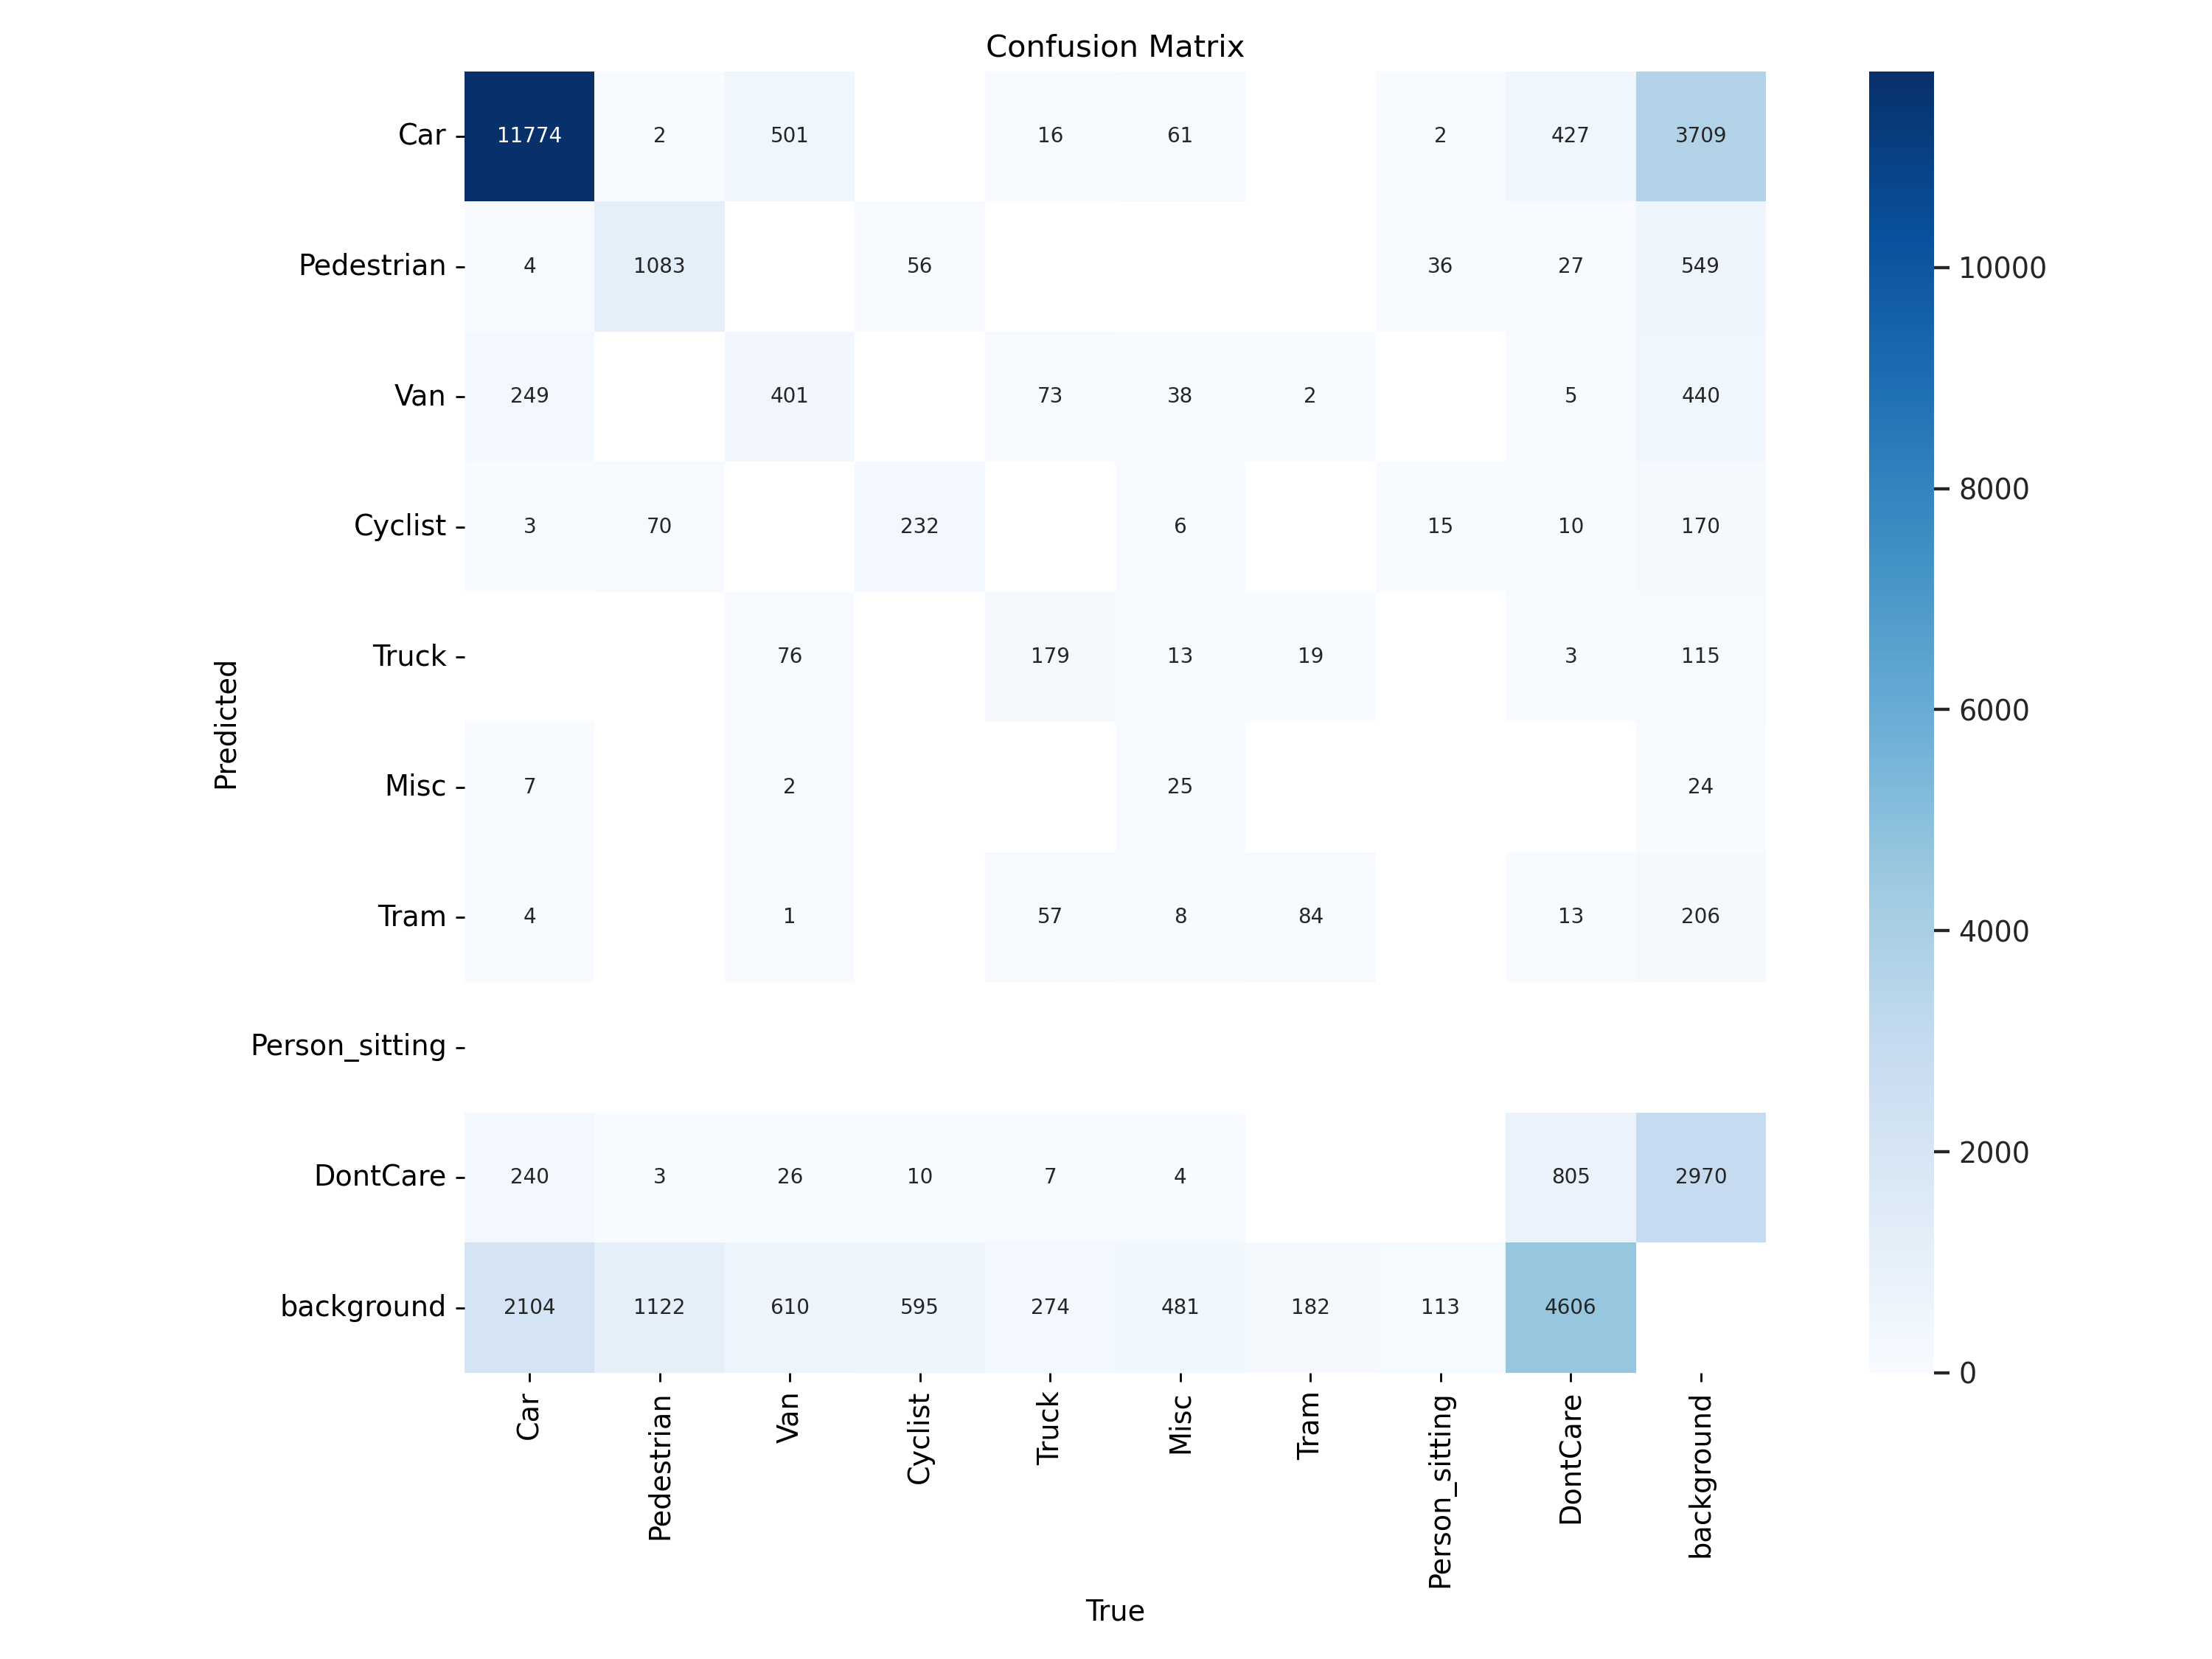 Confusion Matrix
Car 11774 2 501 16 61 2 427 3709
Pedestrian 4 1083 56 36 27 549
Van 249 401 73 38 2 5 440
Cyclist 3 70 232 6 15 10 170
Truck 76 179 13 19 3 115
Misc 7 2 25 24
Tram 4 1 57 8 84 13 206
Person_sitting
DontCare 240 3 26 10 7 4 805 2970
background 2104 1122 610 595 274 481 182 113 4606
Predicted
Car Pedestrian Van Cyclist Truck Misc Tram Person_sitting DontCare background
True
10000
8000
6000
4000
2000
0